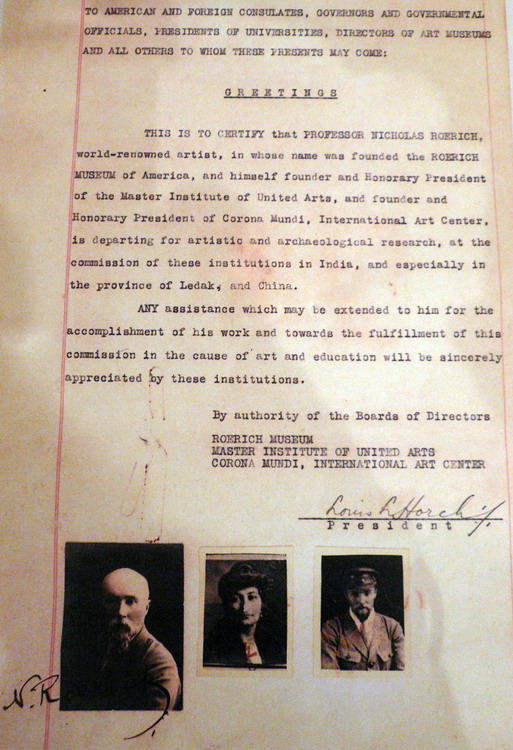 TO AMERICAN AND FOREIGN CONSULATES, GOVERNORS AND GOVERNMENTAL
OFFICIALS, PRESIDENTS OF UNIVERSITIES, DIRECTORS OF ART MUSEUMS
AND ALL OTHERS TO WHOM THESE PRESENTS MAY COME:
GREETINGS
THIS IS TO CERTIFY that PROFESSOR NICHOLAS ROERICH,
world-renowned artist, in whose name was founded the ROERICH
MUSEUM of America, and himself founder and Honorary President
of the Master Institute of United Arts, and founder and
Honorary President of Corona Mundi, International Art Center,
is departing for artistic and archaeological research, at the
commission of these institutions in India, and especially in
the province of Ledak, and China.
ANY assistance which may be extended to him for the
accomplishment of his work and towards the fulfillment of this
commission in the cause of art and education will be sincerely
appreciated by these institutions.
By authority of the Boards of Directors
ROERICH MUSEUM
MASTER INSTITUTE OF UNITED ARTS
CORONA MUNDI, INTERNATIONAL ART CENTER
Louis L Horch
President
N. R